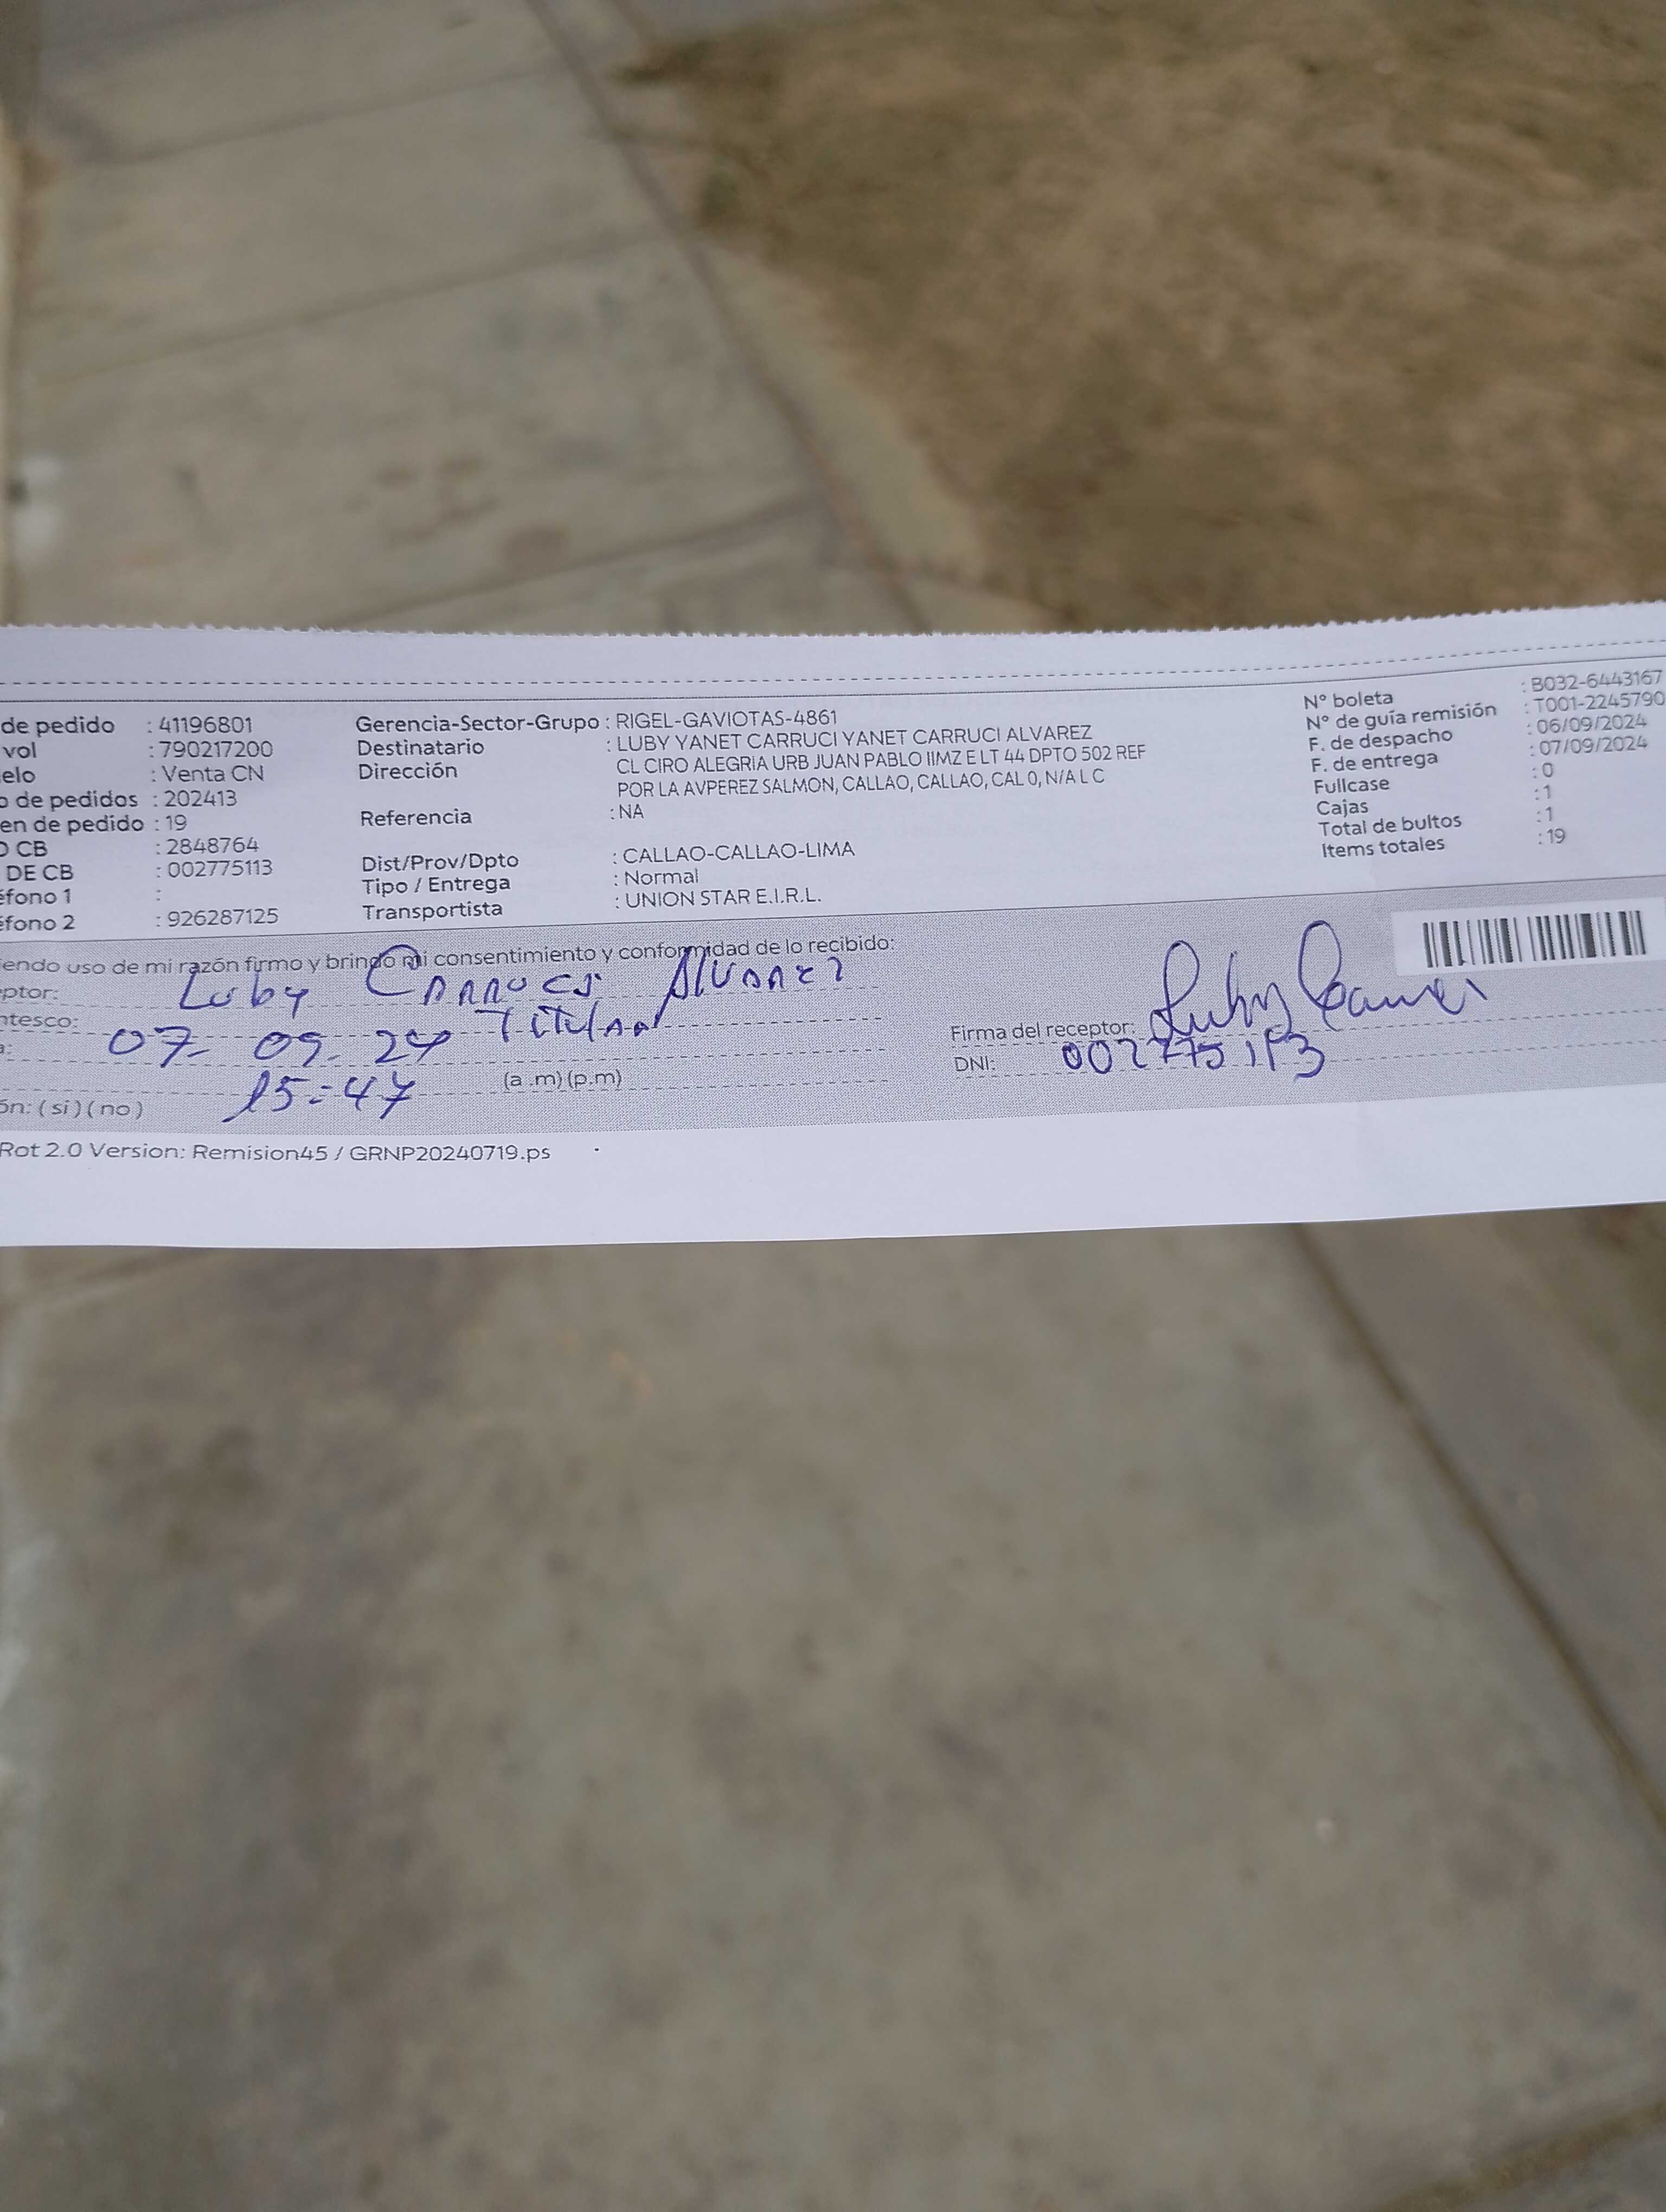 de pedido : 41196801
vol : 790217200
elo : Venta CN
o de pedidos : 202413
en de pedido : 19
O CB : 2848764
DE CB : 002775113
éfono 1 :
éfono 2 : 926287125
Gerencia-Sector-Grupo : RIGEL-GAVIOTAS-4861
Destinatario : LUBY YANET CARRUCI YANET CARRUCI ALVAREZ
Dirección CL CIRO ALEGRIA URB JUAN PABLO IIMZ E LT 44 DPTO 502 REF
POR LA AVPEREZ SALMON, CALLAO, CALLAO, CAL 0, N/A L C
Referencia : NA
Dist/Prov/Dpto : CALLAO-CALLAO-LIMA
Tipo / Entrega : Normal
Transportista : UNION STAR E.I.R.L.
N° boleta : B032-6443167
N° de guía remisión : T001-2245790
F. de despacho : 06/09/2024
F. de entrega : 07/09/2024
Fullcase : 0
Cajas : 1
Total de bultos : 1
Items totales : 19
iendo uso de mi razón firmo y brindo mi consentimiento y conformidad de lo recibido:
eptor: Luby Carruci Alvarez
ntesco: Titular
a: 07- 09- 24
15:47 (a .m) (p.m)
ón: ( si ) ( no )
Firma del receptor: Luby Carruci
DNI: 002775113
Rot 2.0 Version: Remision45 / GRNP20240719.ps